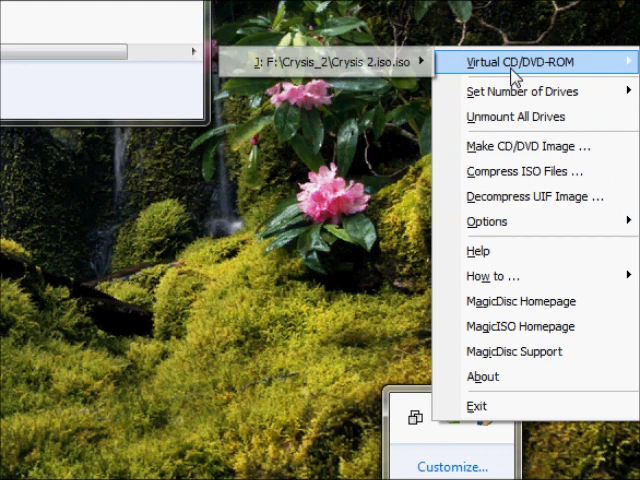 J: F:\Crysis_2\Crysis 2.iso.iso
Virtual CD/DVD-ROM
Set Number of Drives
Unmount All Drives
Make CD/DVD Image ...
Compress ISO Files ...
Decompress UIF Image ...
Options
Help
How to ...
MagicDisc Homepage
MagicISO Homepage
MagicDisc Support
About
Exit
Customize...